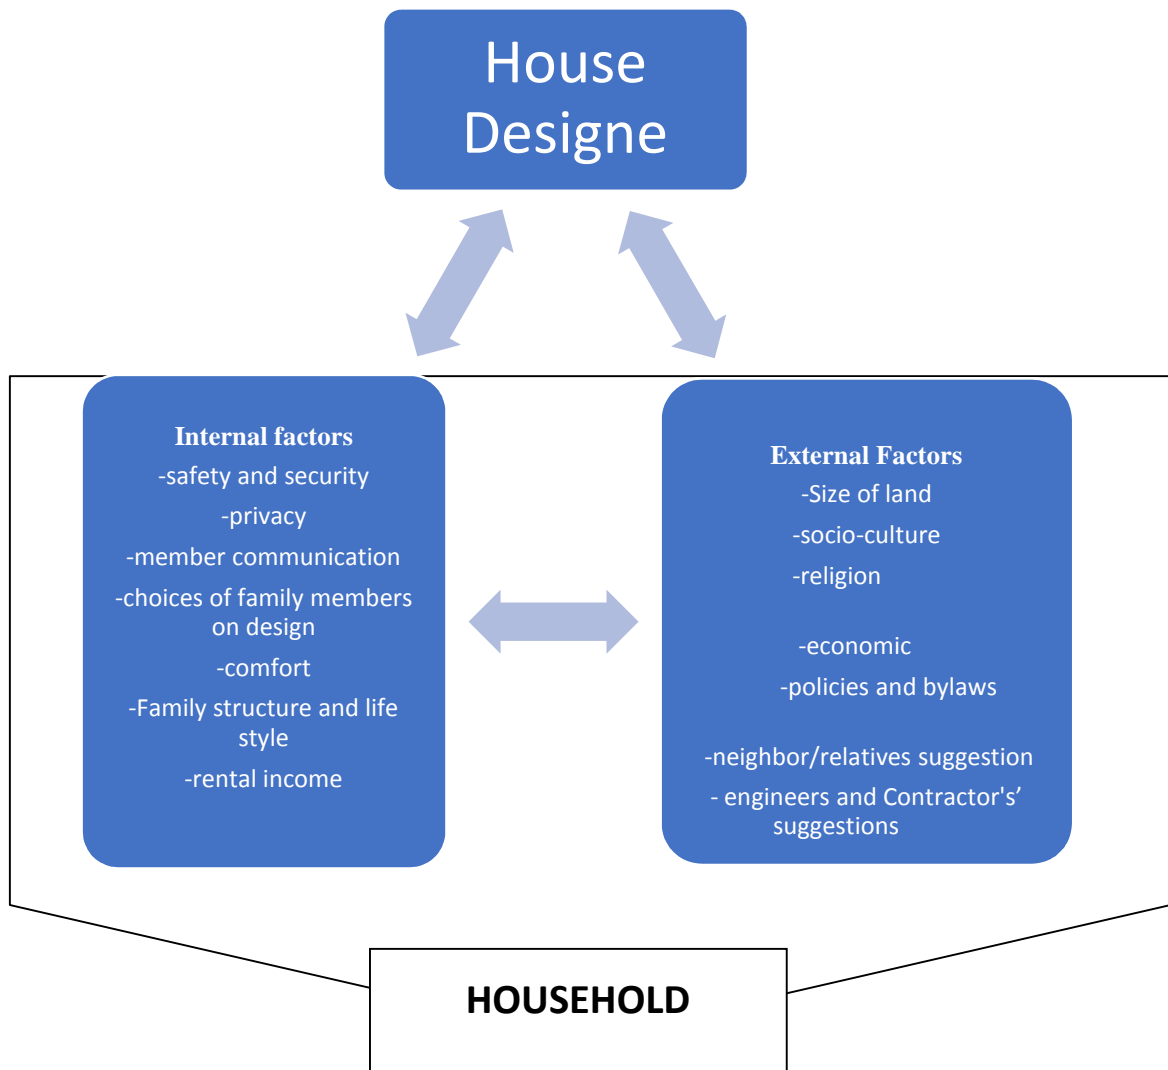 House
Designe
Internal factors
-safety and security
-privacy
-member communication
-choices of family members
on design
-comfort
-Family structure and life
style
-rental income
External Factors
-Size of land
-socio-culture
-religion
-economic
-policies and bylaws
-neighbor/relatives suggestion
- engineers and Contractor's’
suggestions
HOUSEHOLD